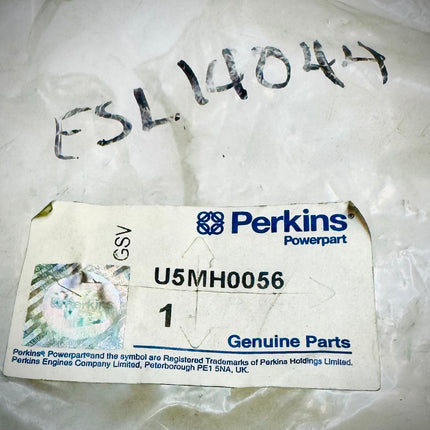 ESL14044
Perkins®
Powerpart
GSV
U5MH0056
1
Genuine Parts
Perkins® Powerpart and the symbol are Registered Trademarks of Perkins Holdings Limited.
Perkins Engines Company Limited, Peterborough PE1 5NA, UK.